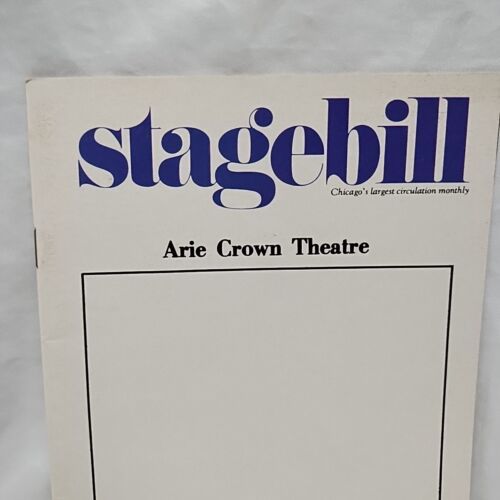 stagebill
Chicago's largest circulation monthly
Arie Crown Theatre